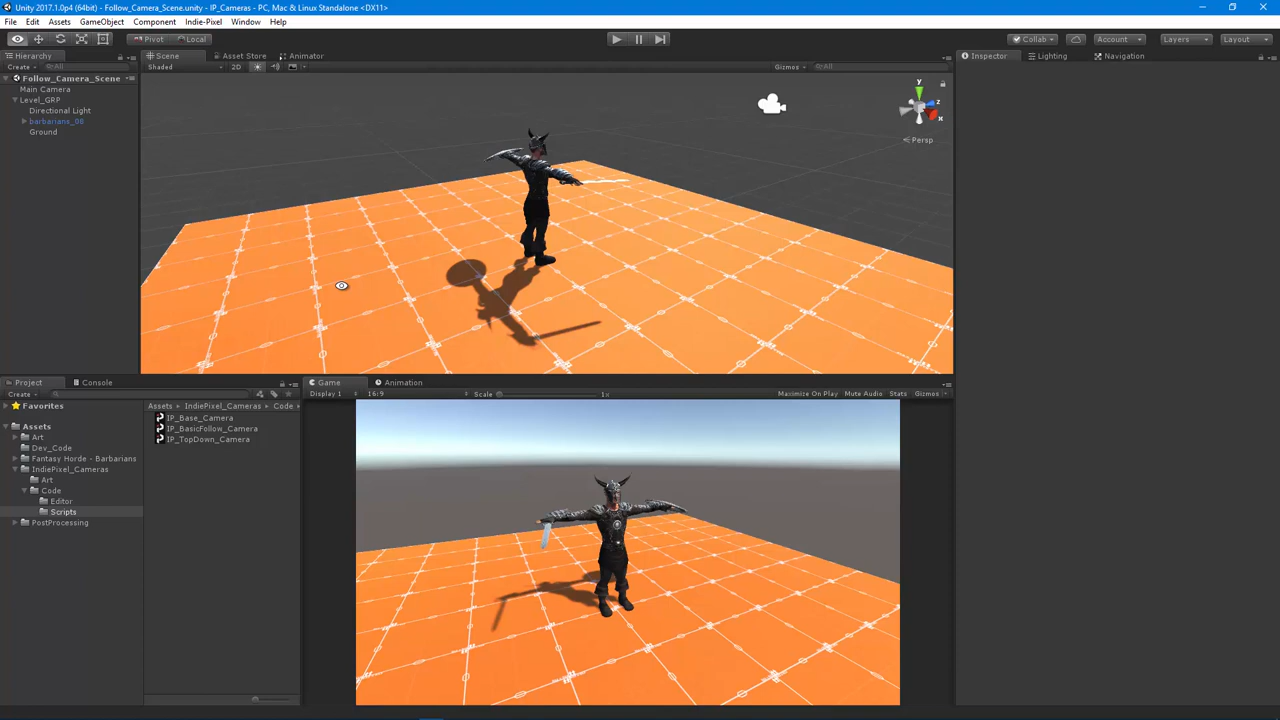 Unity 2017.1.0p4 (64bit) - Follow_Camera_Scene.unity - IP_Cameras - PC, Mac & Linux Standalone <DX11>
File Edit Assets GameObject Component Indie-Pixel Window Help
Pivot Local Collab Account Layers Layout
Hierarchy Scene Asset Store Animator Inspector Lighting Navigation
Create All Shaded 2D Gizmos All
Follow_Camera_Scene
Main Camera
Level_GRP
Directional Light
Ground
y
z
x
Persp
Project Console Game Animation
Create Display 1 16:9 Scale 1x Maximize On Play Mute Audio Stats Gizmos
Favorites Assets IndiePixel_Cameras Code
IP_Base_Camera
Assets IP_BasicFollow_Camera
Art IP_TopDown_Camera
Dev_Code
Fantasy Horde - Barbarians
IndiePixel_Cameras
Art
Code
Editor
Scripts
PostProcessing